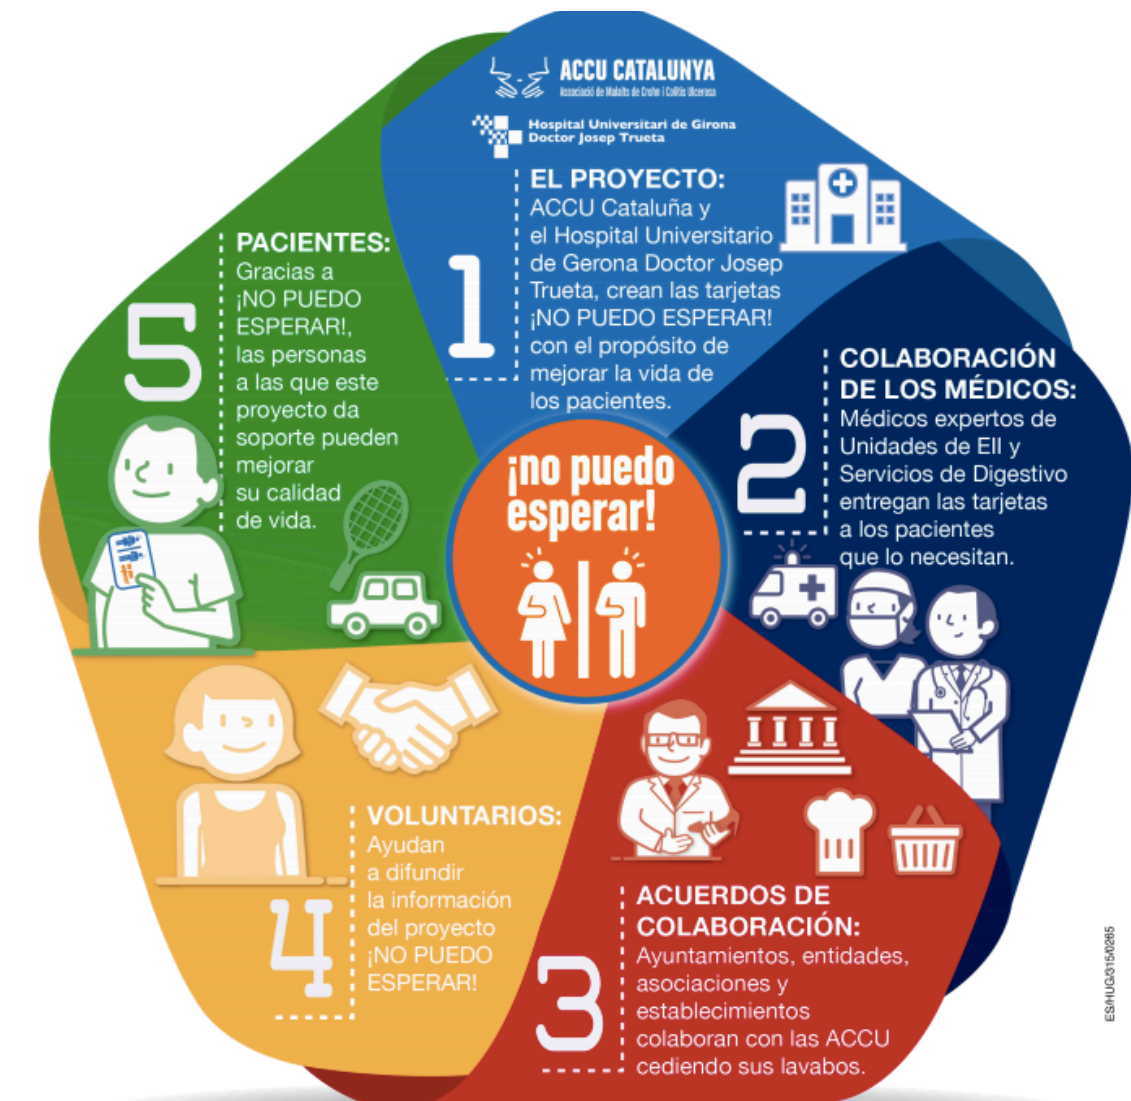 ACCU CATALUNYA
Associació de Malalts de Crohn i Colitis Ulcerosa
Hospital Universitari de Girona
Doctor Josep Trueta
1
EL PROYECTO:
ACCU Cataluña y
el Hospital Universitario
de Gerona Doctor Josep
Trueta, crean las tarjetas
¡NO PUEDO ESPERAR!
con el propósito de
mejorar la vida de
los pacientes.
2
COLABORACIÓN
DE LOS MÉDICOS:
Médicos expertos de
Unidades de EII y
Servicios de Digestivo
entregan las tarjetas
a los pacientes
que lo necesitan.
3
ACUERDOS DE
COLABORACIÓN:
Ayuntamientos, entidades,
asociaciones y
establecimientos
colaboran con las ACCU
cediendo sus lavabos.
4
VOLUNTARIOS:
Ayudan
a difundir
la información
del proyecto
¡NO PUEDO
ESPERAR!
5
PACIENTES:
Gracias a
¡NO PUEDO
ESPERAR!,
las personas
a las que este
proyecto da
soporte pueden
mejorar
su calidad
de vida.
¡no puedo
esperar!
ES/HUG/315/0265